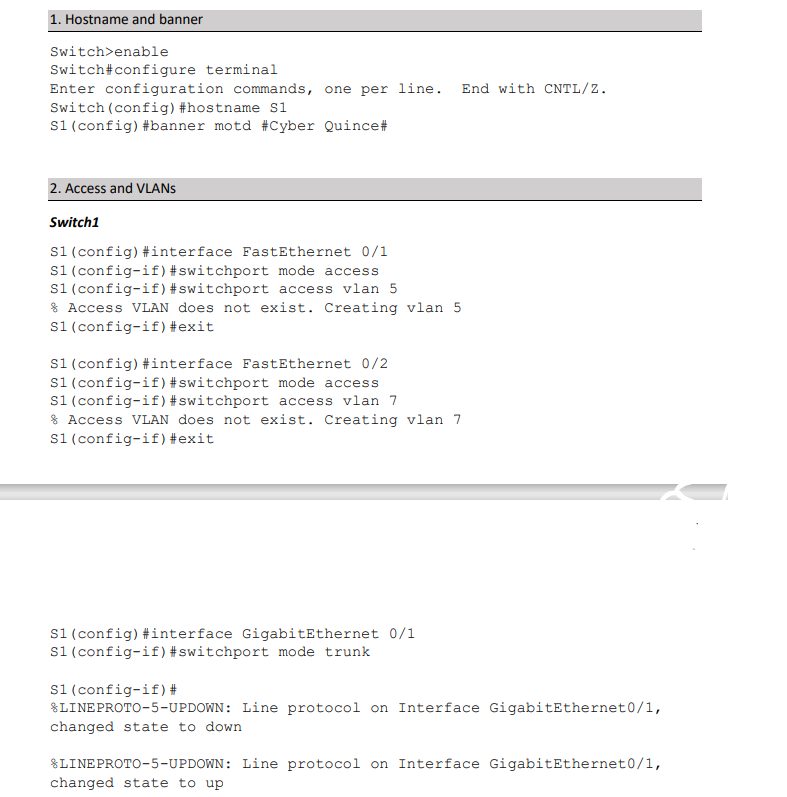 1. Hostname and banner
Switch>enable
Switch#configure terminal
Enter configuration commands, one per line.  End with CNTL/Z.
Switch(config)#hostname S1
S1(config)#banner motd #Cyber Quince#
2. Access and VLANs
Switch1
S1(config)#interface FastEthernet 0/1
S1(config-if)#switchport mode access
S1(config-if)#switchport access vlan 5
% Access VLAN does not exist. Creating vlan 5
S1(config-if)#exit
S1(config)#interface FastEthernet 0/2
S1(config-if)#switchport mode access
S1(config-if)#switchport access vlan 7
% Access VLAN does not exist. Creating vlan 7
S1(config-if)#exit
S1(config)#interface GigabitEthernet 0/1
S1(config-if)#switchport mode trunk
S1(config-if)#
%LINEPROTO-5-UPDOWN: Line protocol on Interface GigabitEthernet0/1,
changed state to down
%LINEPROTO-5-UPDOWN: Line protocol on Interface GigabitEthernet0/1,
changed state to up